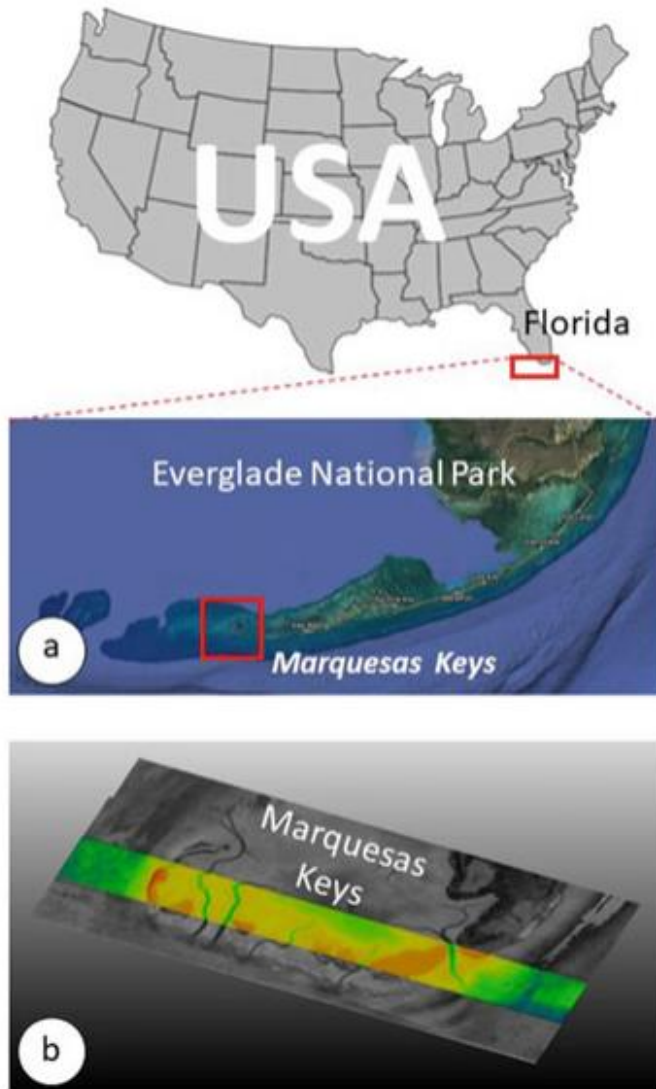 USA
Florida
Everglade National Park
Marquesas Keys
a
Marquesas
Keys
b